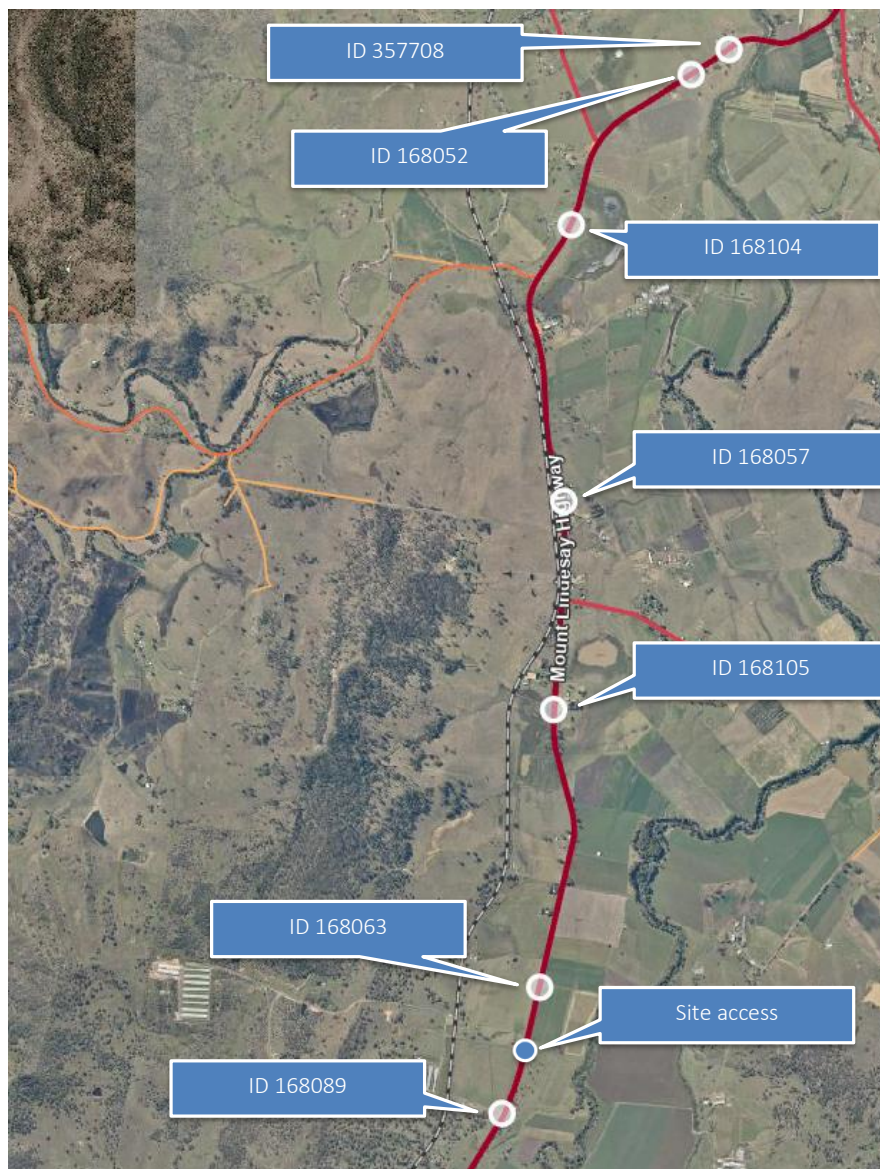 ID 357708
ID 168052
ID 168104
ID 168057
Mount Lindesay Highway
ID 168105
ID 168063
Site access
ID 168089